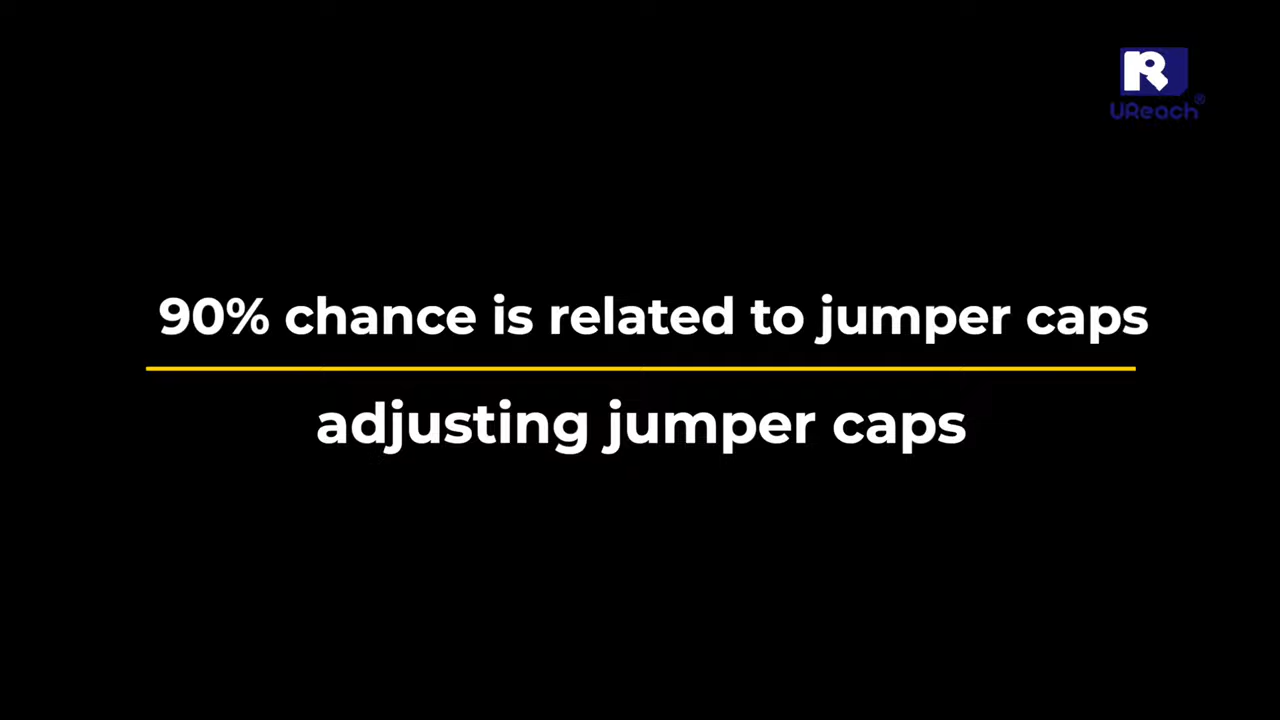 UReach®
90% chance is related to jumper caps
adjusting jumper caps